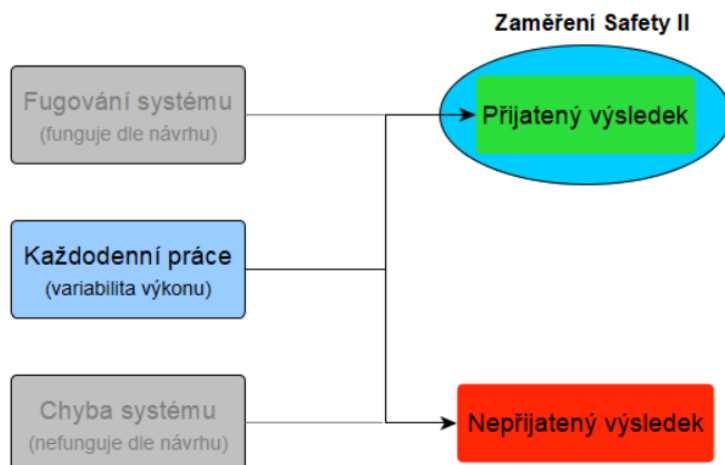 Zaměření Safety II
Fugování systému
(funguje dle návrhu)
Přijatený výsledek
Každodenní práce
(variabilita výkonu)
Chyba systému
(nefunguje dle návrhu)
Nepřijatený výsledek